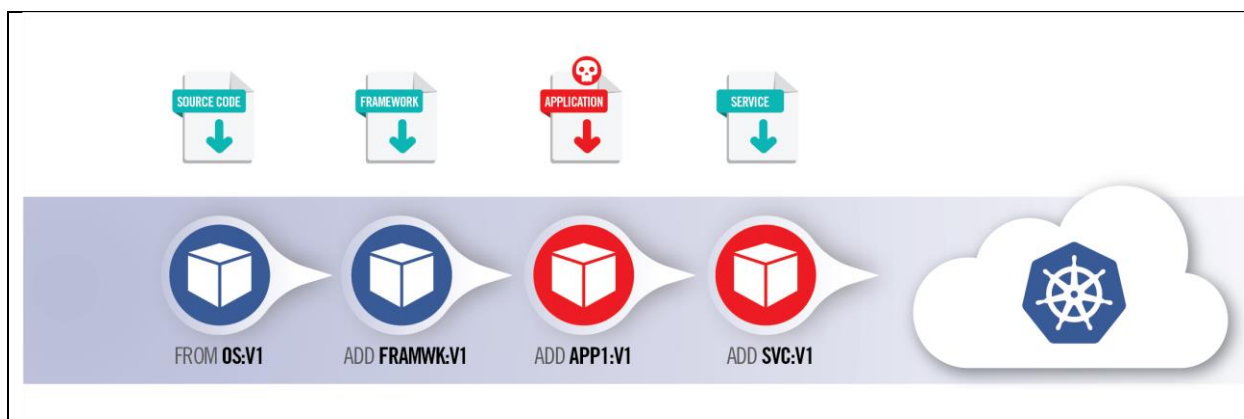 SOURCE CODE
FRAMEWORK
APPLICATION
SERVICE
FROM OS:V1
ADD FRAMWK:V1
ADD APP1:V1
ADD SVC:V1